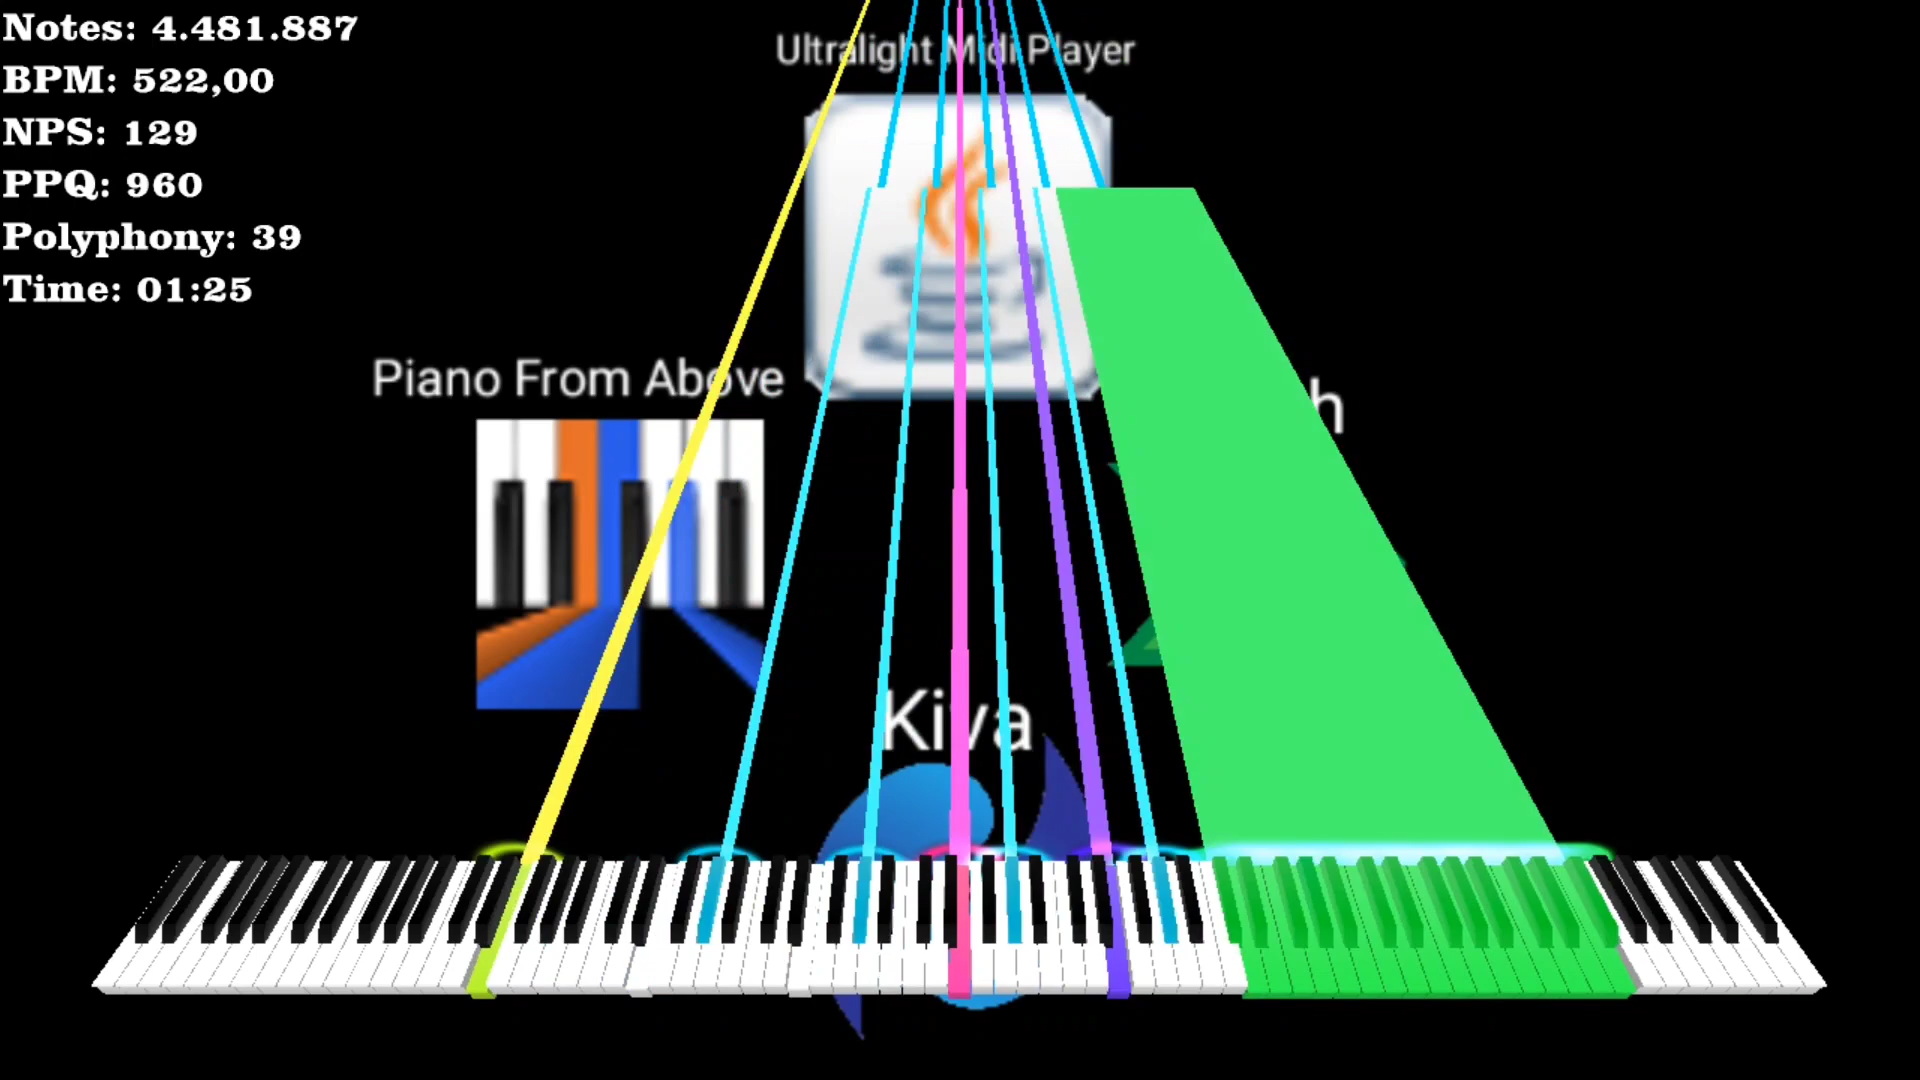 Notes: 4.481.887
BPM: 522,00
NPS: 129
PPQ: 960
Polyphony: 39
Time: 01:25
Ultralight Midi Player
Piano From Above
h
Kiva